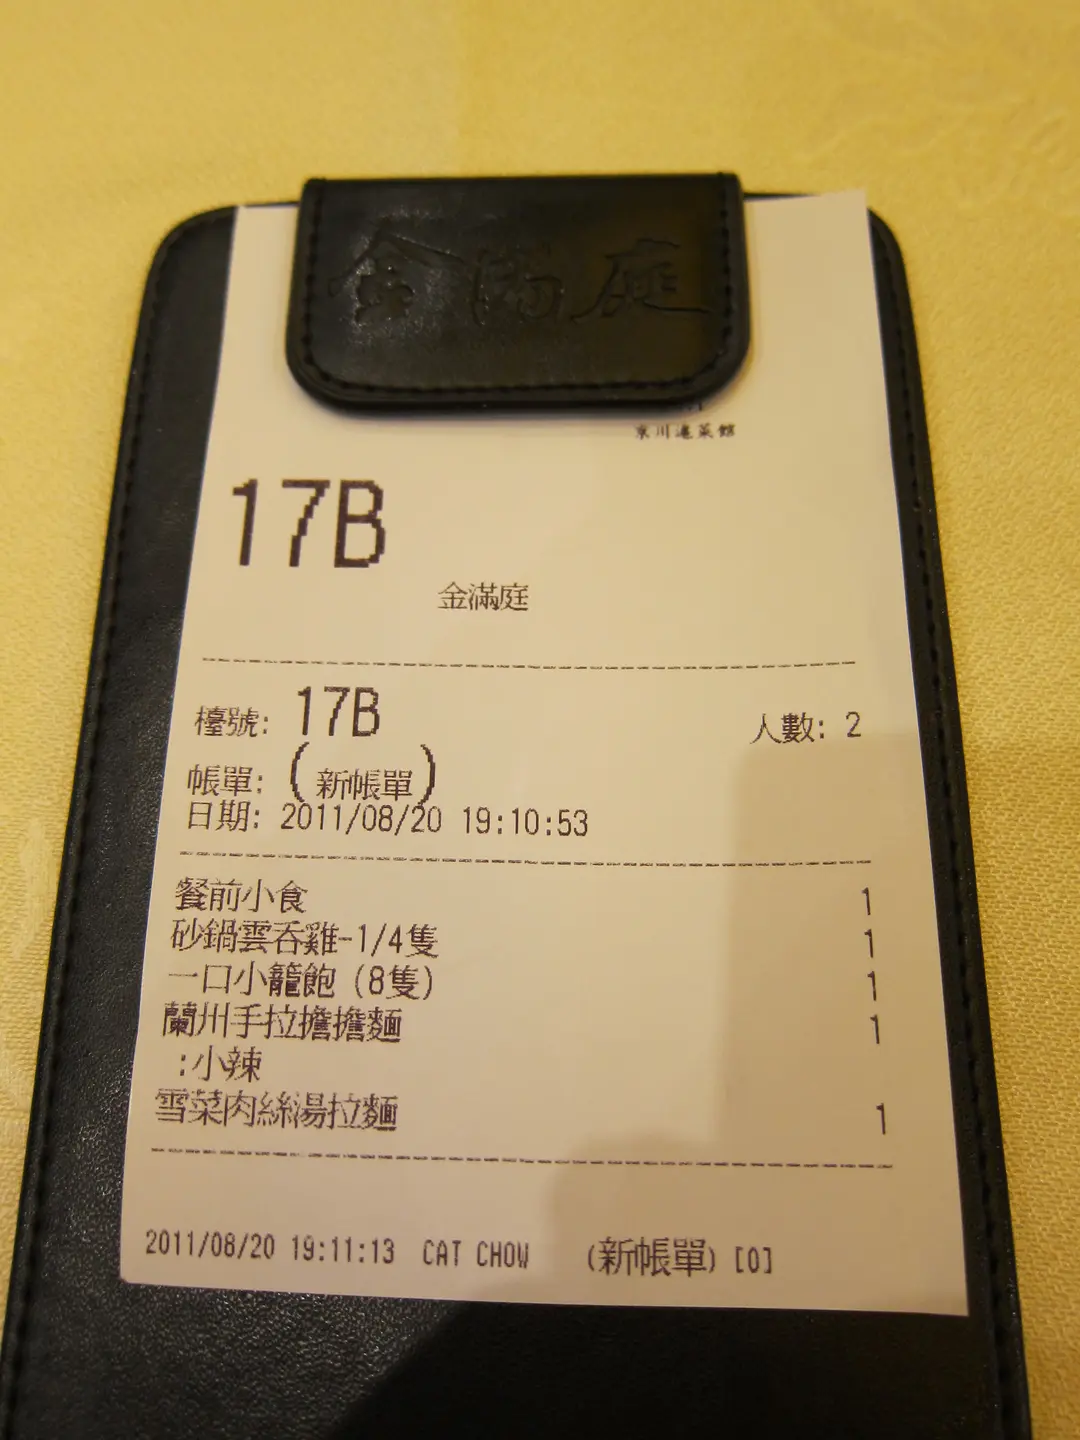 金滿庭
京川滬菜館
17B
金滿庭
檯號: 17B 人數: 2
帳單: (新帳單)
日期: 2011/08/20 19:10:53
餐前小食 1
砂鍋雲吞雞-1/4隻 1
一口小籠飽 (8隻) 1
蘭州手拉擔擔麵 1
:小辣
雪菜肉絲湯拉麵 1
2011/08/20 19:11:13 CAT CHOW (新帳單) [0]